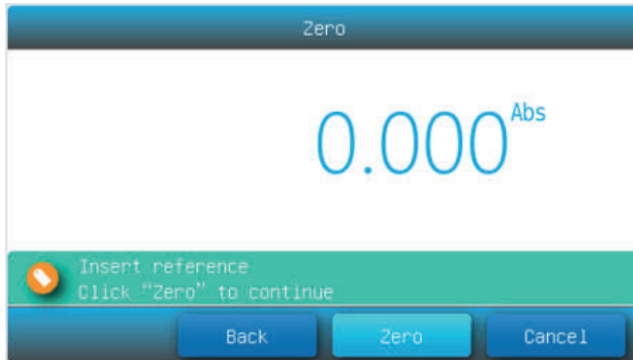 Zero
0.000 Abs
Insert reference
Click “Zero” to continue
Back Zero Cancel